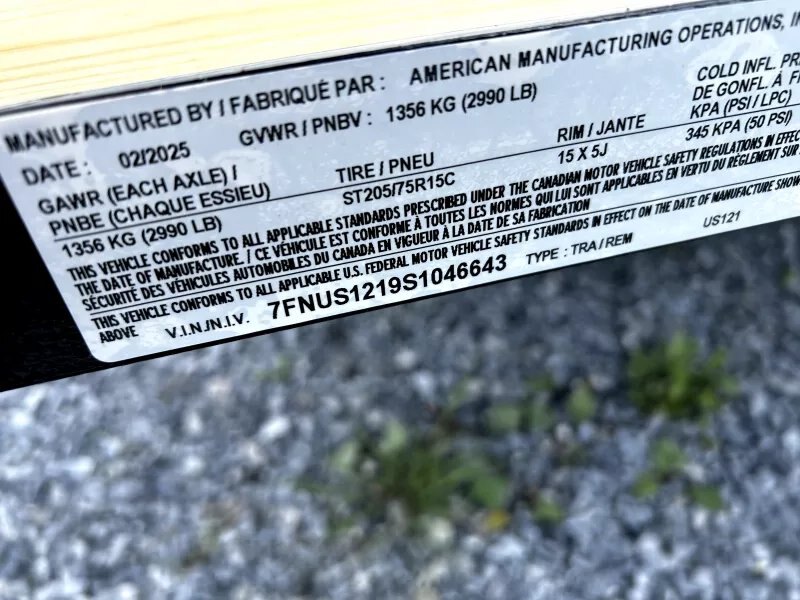 MANUFACTURED BY / FABRIQUÉ PAR : AMERICAN MANUFACTURING OPERATIONS,
DATE : 02/2025 GVWR / PNBV : 1356 KG (2990 LB) COLD INFL.
GAWR (EACH AXLE) / TIRE / PNEU RIM / JANTE DE GONFL. À
PNBE (CHAQUE ESSIEU) ST205/75R15C 15 X 5J KPA (PSI / LPC)
1356 KG (2990 LB) 345 KPA (50 PSI)
THIS VEHICLE CONFORMS TO ALL APPLICABLE STANDARDS PRESCRIBED UNDER THE CANADIAN MOTOR VEHICLE SAFETY REGULATIONS IN EFFEC
THE DATE OF MANUFACTURE. / CE VÉHICULE EST CONFORME À TOUTES LES NORMES QUI LUI SONT APPLICABLES EN VERTU DU RÈGLEMENT SUR
SÉCURITÉ DES VÉHICULES AUTOMOBILES DU CANADA EN VIGUEUR À LA DATE DE SA FABRICATION
THIS VEHICLE CONFORMS TO ALL APPLICABLE U.S. FEDERAL MOTOR VEHICLE SAFETY STANDARDS IN EFFECT ON THE DATE OF MANUFACTURE SHOW
ABOVE V.I.N./N.I.V. 7FNUS1219S1046643 TYPE : TRA / REM US121